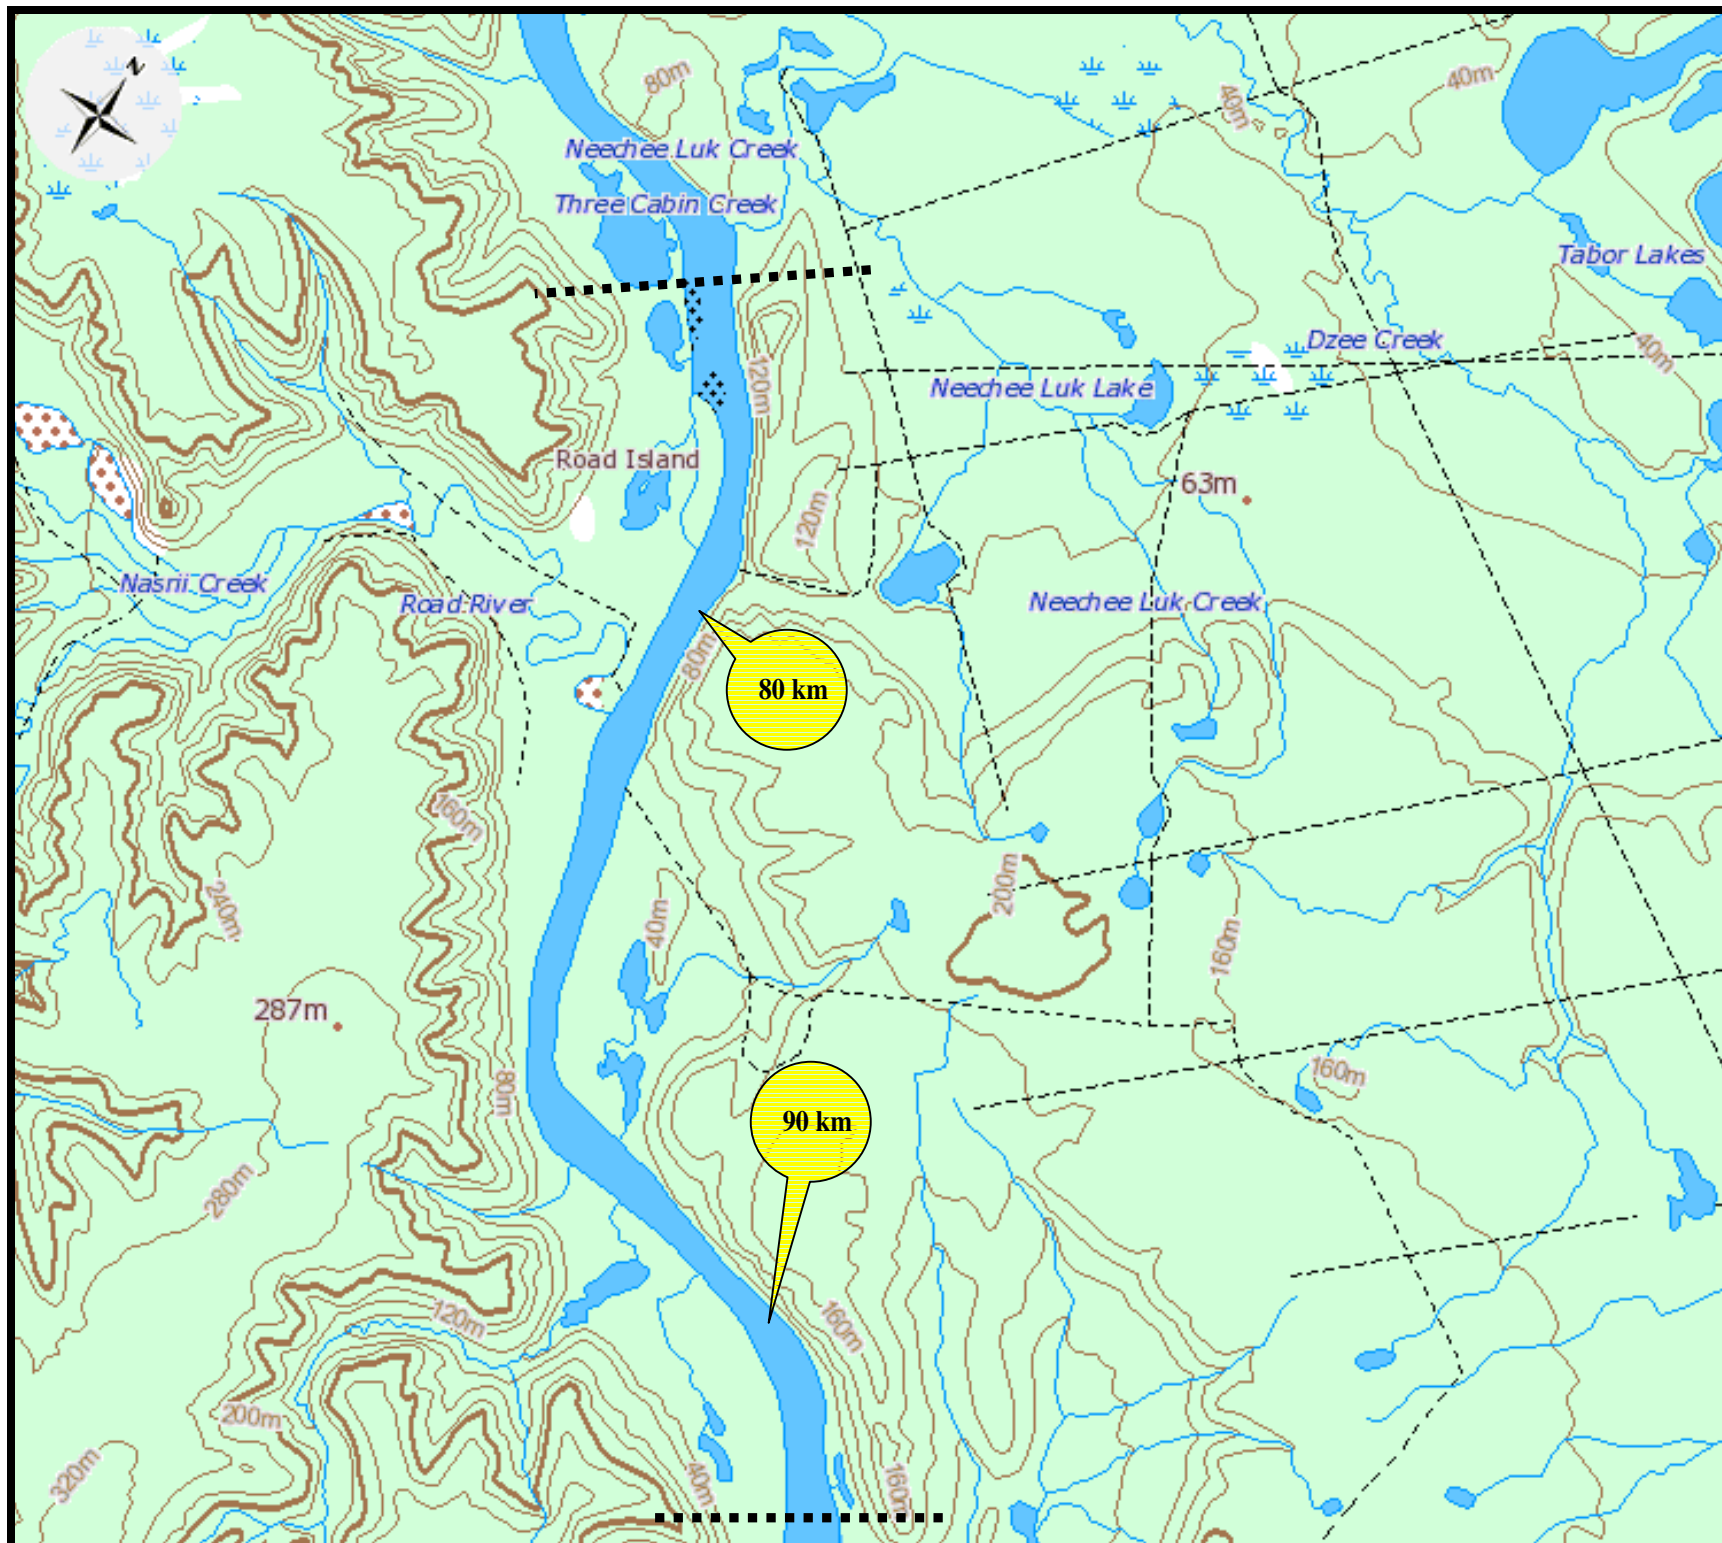 N
80m
40m
40m
Neechee Luk Creek
Three Cabin Creek
Tabor Lakes
Dzee Creek
40m
Neechee Luk Lake
120m
Road Island
63m
120m
Nasrii Creek
Road River
Neechee Luk Creek
80m
80 km
160m
200m
240m
40m
160m
287m
80m
160m
90 km
280m
120m
160m
200m
320m
40m
160m